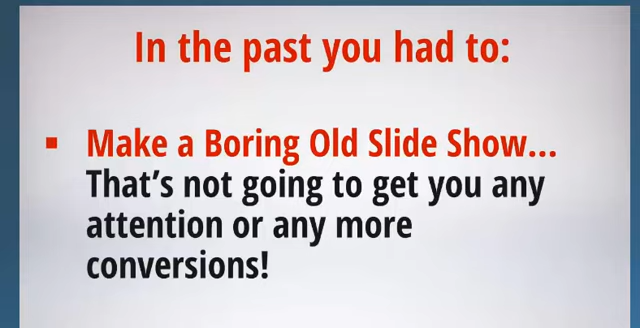 In the past you had to:
Make a Boring Old Slide Show...
That's not going to get you any
attention or any more
conversions!